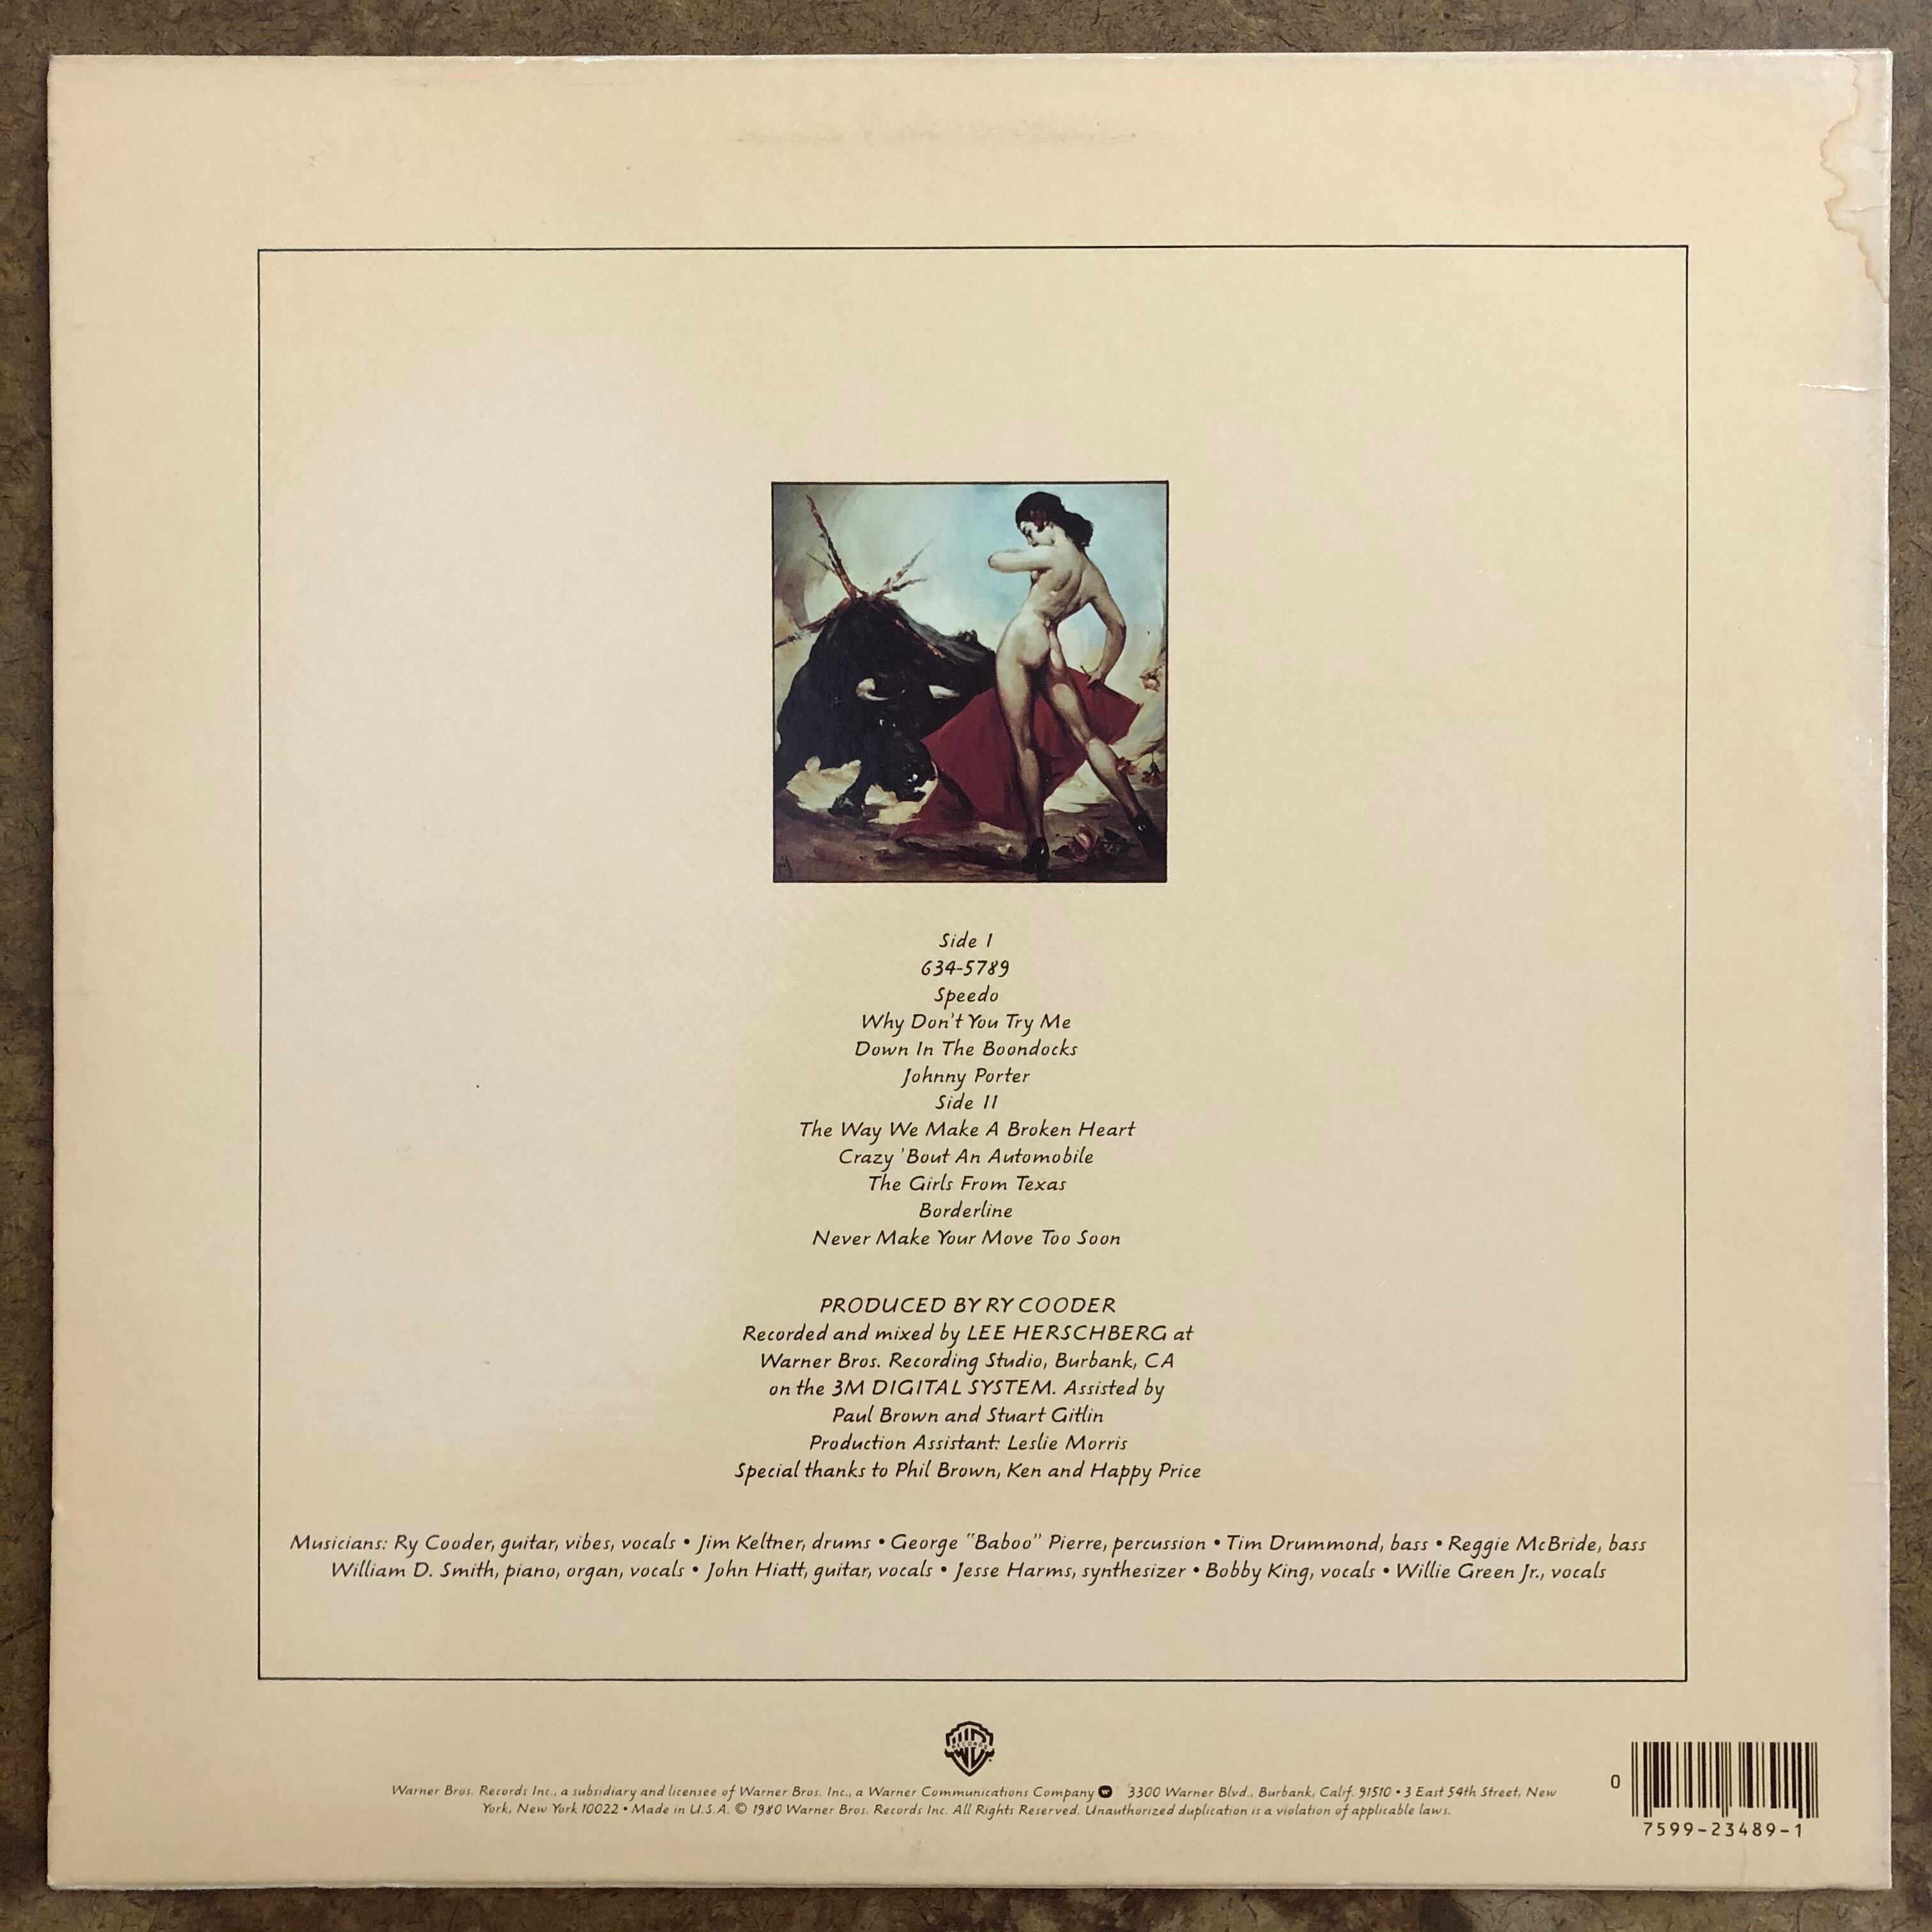 Side I
634-5789
Speedo
Why Don't You Try Me
Down In The Boondocks
Johnny Porter
Side II
The Way We Make A Broken Heart
Crazy 'Bout An Automobile
The Girls From Texas
Borderline
Never Make Your Move Too Soon
PRODUCED BY RY COODER
Recorded and mixed by LEE HERSCHBERG at
Warner Bros. Recording Studio, Burbank, CA
on the 3M DIGITAL SYSTEM. Assisted by
Paul Brown and Stuart Gitlin
Production Assistant: Leslie Morris
Special thanks to Phil Brown, Ken and Happy Price
Musicians: Ry Cooder, guitar, vibes, vocals • Jim Keltner, drums • George "Baboo" Pierre, percussion • Tim Drummond, bass • Reggie McBride, bass
William D. Smith, piano, organ, vocals • John Hiatt, guitar, vocals • Jesse Harms, synthesizer • Bobby King, vocals • Willie Green Jr., vocals
RECORDS
Warner Bros. Records Inc., a subsidiary and licensee of Warner Bros. Inc., a Warner Communications Company 3300 Warner Blvd., Burbank, Calif. 91510 • 3 East 54th Street, New
York, New York 10022 • Made in U.S.A. © 1980 Warner Bros. Records Inc. All Rights Reserved. Unauthorized duplication is a violation of applicable laws.
0
7599-23489-1